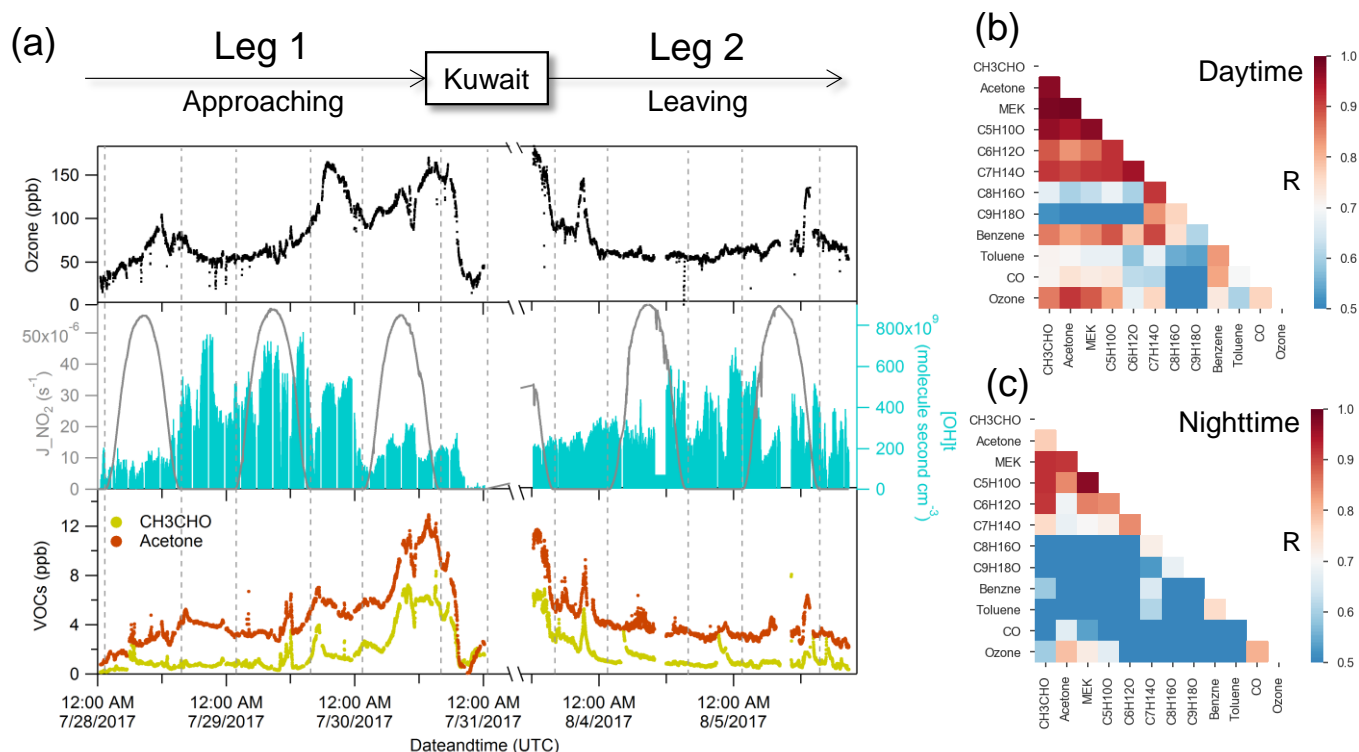 (a)
Leg 1
Leg 2
Kuwait
Approaching
Leaving
Ozone (ppb)
150
100
50
0
J_NO2 (s-1)
50x10-6
40
30
20
10
0
800x10^9
600
400
200
0
[OH]t
(molecule second cm-3)
VOCs (ppb)
12
8
4
0
CH3CHO
Acetone
12:00 AM 12:00 AM 12:00 AM 12:00 AM 12:00 AM 12:00 AM
7/28/2017 7/29/2017 7/30/2017 7/31/2017 8/4/2017 8/5/2017
Dateandtime (UTC)
(b)
Daytime
CH3CHO
Acetone
MEK
C5H10O
C6H12O
C7H14O
C8H16O
C9H18O
Benzene
Toluene
CO
Ozone
CH3CHO
Acetone
MEK
C5H10O
C6H12O
C7H14O
C8H16O
C9H18O
Benzene
Toluene
CO
Ozone
R
1.0
0.9
0.8
0.7
0.6
0.5
(c)
Nighttime
CH3CHO
Acetone
MEK
C5H10O
C6H12O
C7H14O
C8H16O
C9H18O
Benzne
Toluene
CO
Ozone
CH3CHO
Acetone
MEK
C5H10O
C6H12O
C7H14O
C8H16O
C9H18O
Benzne
Toluene
CO
Ozone
R
1.0
0.9
0.8
0.7
0.6
0.5